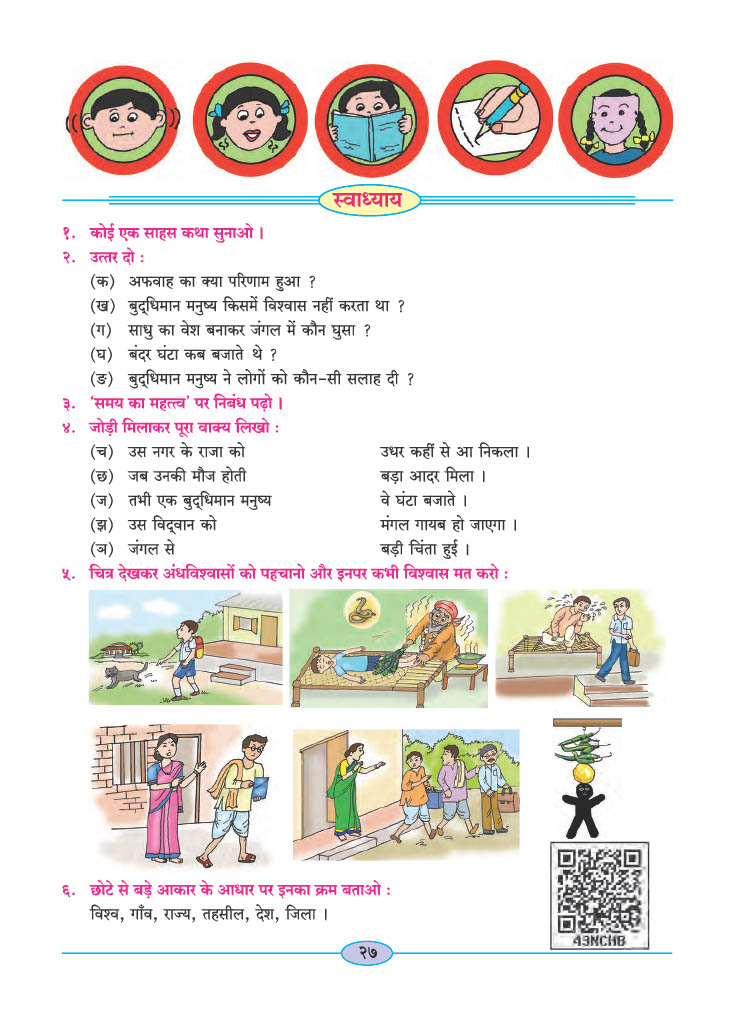 स्वाध्याय
१. कोई एक साहस कथा सुनाओ ।
२. उत्तर दो :
(क) अफवाह का क्या परिणाम हुआ ?
(ख) बुद्धिमान मनुष्य किसमें विश्वास नहीं करता था ?
(ग) साधु का वेश बनाकर जंगल में कौन घुसा ?
(घ) बंदर घंटा कब बजाते थे ?
(ङ) बुद्धिमान मनुष्य ने लोगों को कौन-सी सलाह दी ?
३. ‘समय का महत्त्व’ पर निबंध पढ़ो ।
४. जोड़ी मिलाकर पूरा वाक्य लिखो :
(च) उस नगर के राजा को उधर कहीं से आ निकला ।
(छ) जब उनकी मौज होती बड़ा आदर मिला ।
(ज) तभी एक बुद्धिमान मनुष्य वे घंटा बजाते ।
(झ) उस विद्वान को मंगल गायब हो जाएगा ।
(ञ) जंगल से बड़ी चिंता हुई ।
५. चित्र देखकर अंधविश्वासों को पहचानो और इनपर कभी विश्वास मत करो :
६. छोटे से बड़े आकार के आधार पर इनका क्रम बताओ :
विश्व, गाँव, राज्य, तहसील, देश, जिला ।
43NCHB
२७